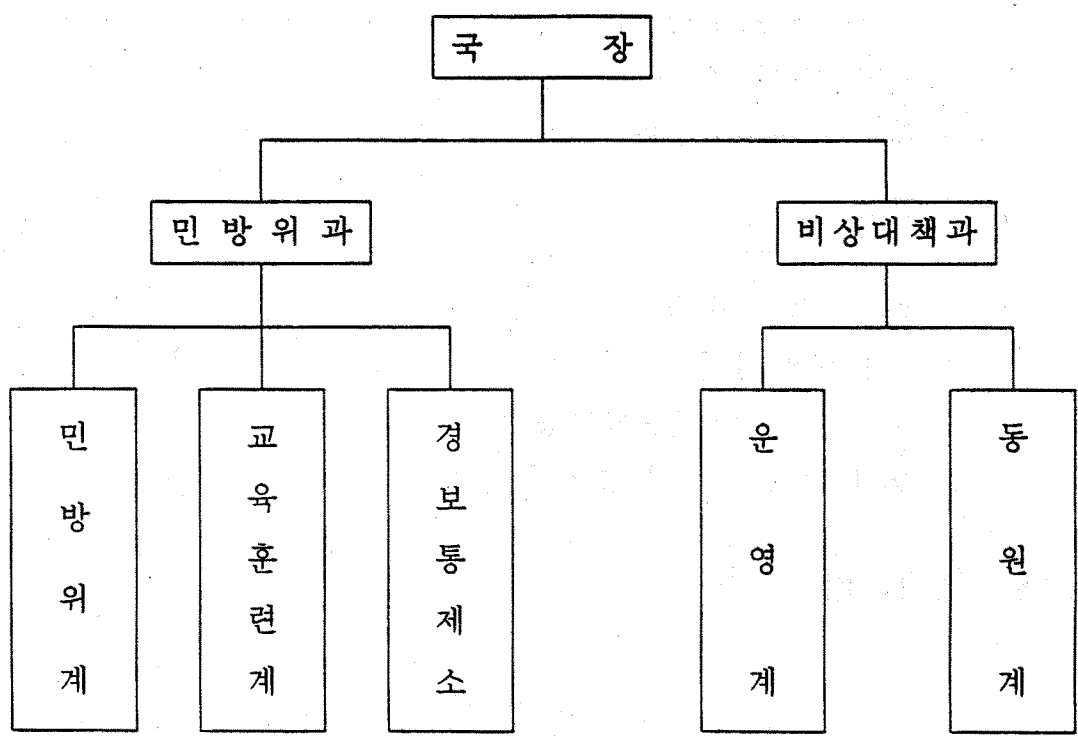 국 장
민 방 위 과
비상대책과
민방위계
교육훈련계
경보통제소
운영계
동원계